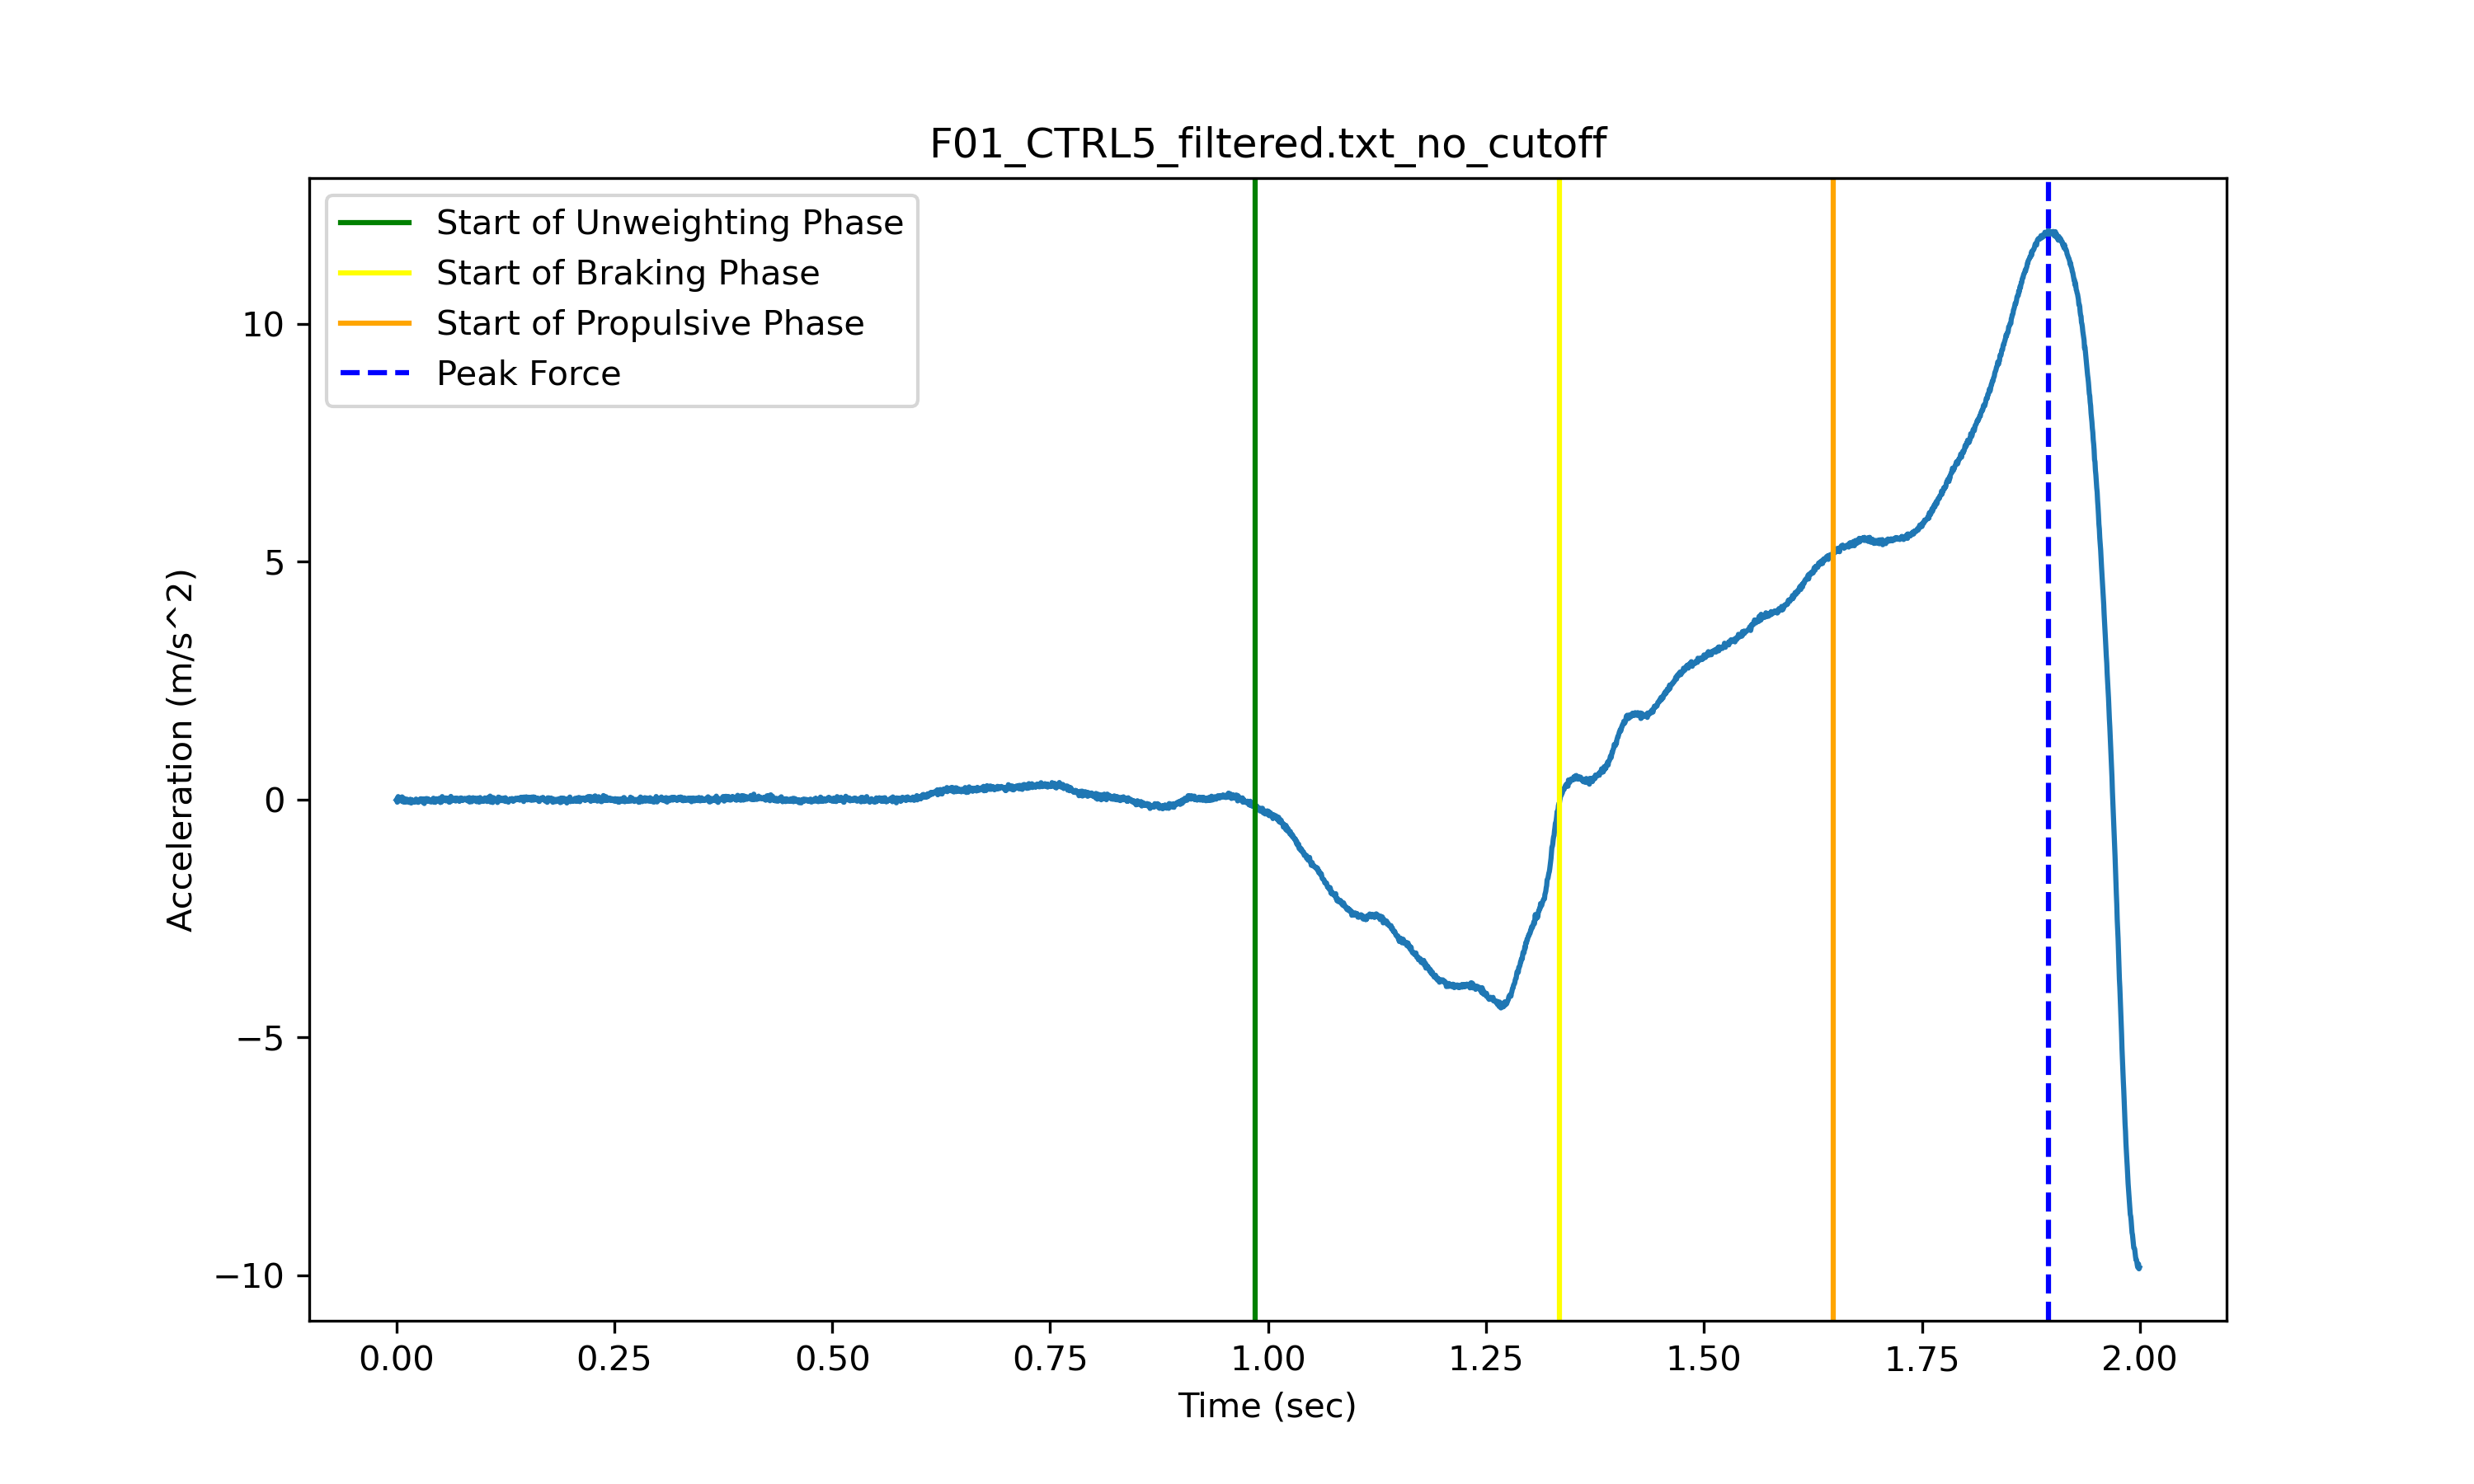 F01_CTRL5_filtered.txt_no_cutoff
Start of Unweighting Phase
Start of Braking Phase
Start of Propulsive Phase
Peak Force
10
5
0
−5
−10
Acceleration (m/s^2)
0.00 0.25 0.50 0.75 1.00 1.25 1.50 1.75 2.00
Time (sec)